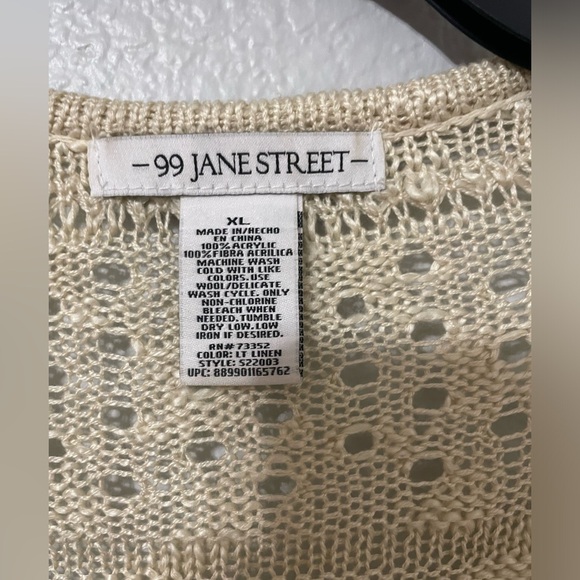 -99 JANE STREET-
XL
MADE IN/HECHO
EN CHINA
100% ACRYLIC
100% FIBRA ACRILICA
MACHINE WASH
COLD WITH LIKE
COLORS. USE
WOOL/DELICATE
WASH CYCLE. ONLY
NON-CHLORINE
BLEACH WHEN
NEEDED. TUMBLE
DRY LOW. LOW
IRON IF DESIRED.
RN# 73352
COLOR: LT LINEN
STYLE: S22003
UPC: 889901165762